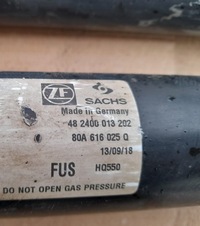 ZF SACHS
Made in Germany
48 2400 013 202
80A 616 025 Q
13/09/18
FUS HQ550
DO NOT OPEN GAS PRESSURE